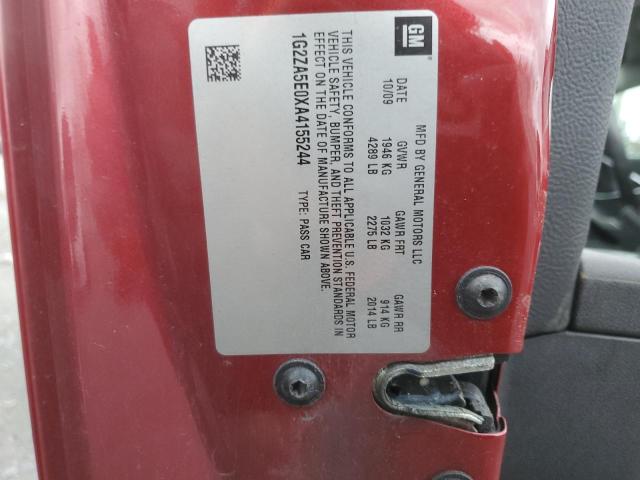 GM
MFD BY GENERAL MOTORS LLC
DATE GVWR GAWR FRT GAWR RR
10/09 1946 KG 1032 KG 914 KG
4289 LB 2275 LB 2014 LB
THIS VEHICLE CONFORMS TO ALL APPLICABLE U.S. FEDERAL MOTOR
VEHICLE SAFETY, BUMPER, AND THEFT PREVENTION STANDARDS IN
EFFECT ON THE DATE OF MANUFACTURE SHOWN ABOVE.
1G2ZA5E0XA4155244 TYPE: PASS CAR